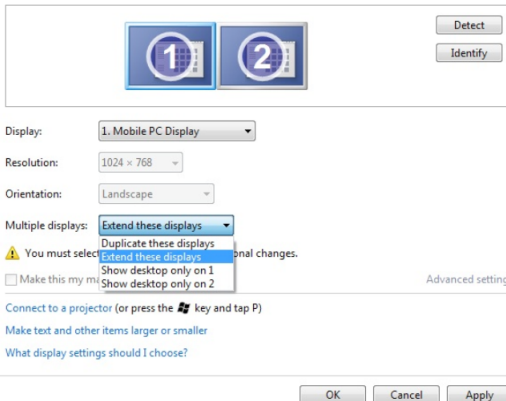 1
2
Detect
Identify
Display: 1. Mobile PC Display
Resolution: 1024 × 768
Orientation: Landscape
Multiple displays: Extend these displays
Duplicate these displays
Extend these displays
Show desktop only on 1
Show desktop only on 2
You must select onal changes.
Make this my ma
Advanced setting
Connect to a projector (or press the key and tap P)
Make text and other items larger or smaller
What display settings should I choose?
OK Cancel Apply